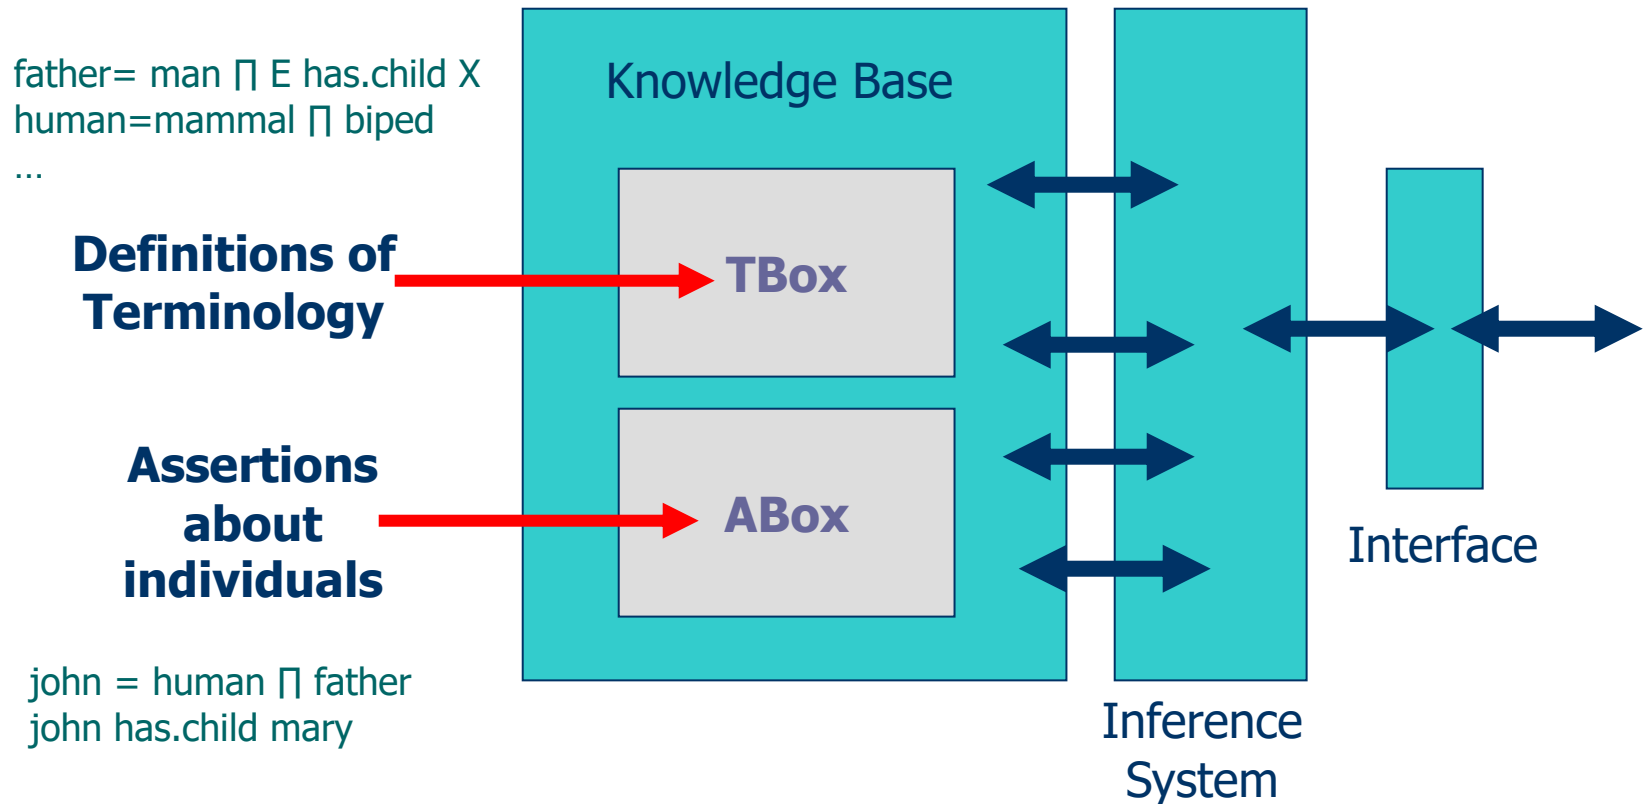 father= man ∏ E has.child X
human=mammal ∏ biped
...
Definitions of
Terminology
Assertions
about
individuals
john = human ∏ father
john has.child mary
Knowledge Base
TBox
ABox
Inference
System
Interface